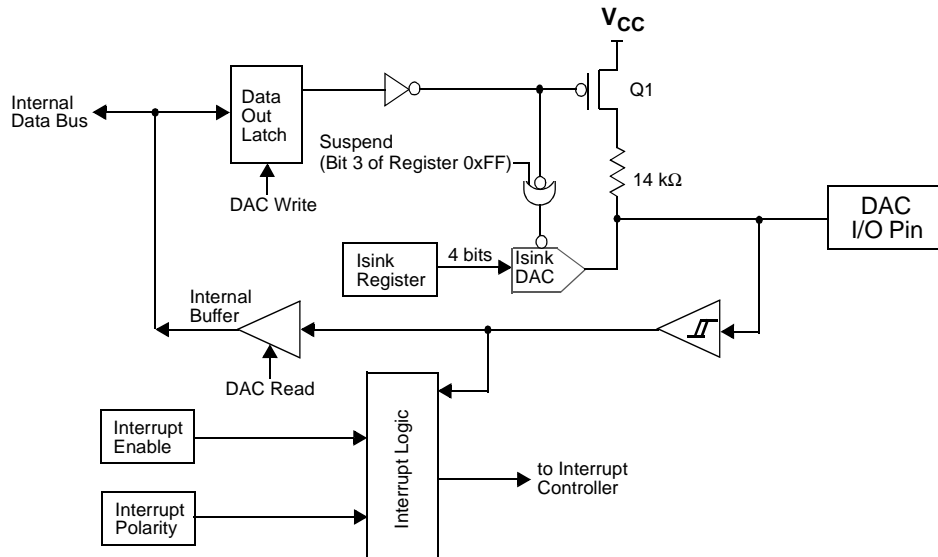 VCC
Internal
Data Bus
Data
Out
Latch
Q1
Suspend
(Bit 3 of Register 0xFF)
14 kΩ
DAC Write
DAC
I/O Pin
Isink
Register
4 bits
Isink
DAC
Internal
Buffer
DAC Read
Interrupt
Enable
Interrupt Logic
to Interrupt
Controller
Interrupt
Polarity